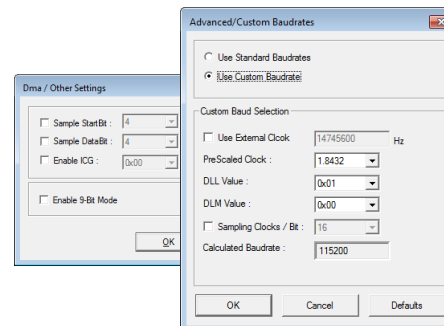 Advanced/Custom Baudrates
Use Standard Baudrates
Use Custom Baudrate
Custom Baud Selection
Use External Clcok 14745600 Hz
PreScaled Clock : 1.8432
DLL Value : 0x01
DLM Value : 0x00
Sampling Clocks / Bit : 16
Calculated Baudrate : 115200
OK Cancel Defaults
Dma / Other Settings
Sample StartBit : 4
Sample DataBit : 4
Enable ICG : 0x00
Enable 9-Bit Mode
OK